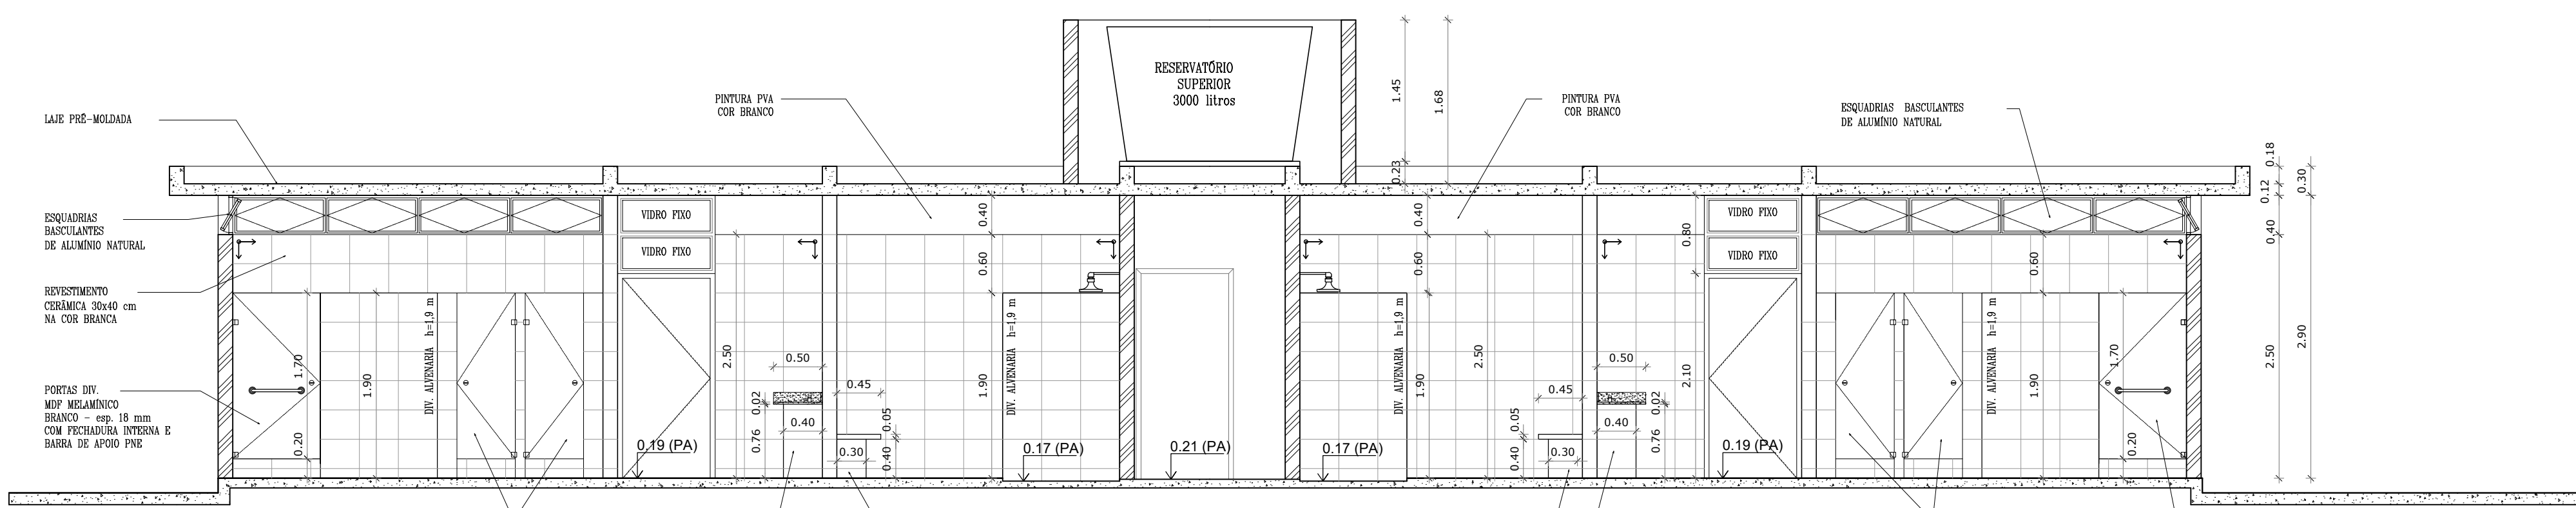 RESERVATÓRIO
SUPERIOR
3000 litros
1.45
1.68
0.23
PINTURA PVA
COR BRANCO
PINTURA PVA
COR BRANCO
ESQUADRIAS BASCULANTES
DE ALUMÍNIO NATURAL
LAJE PRÉ-MOLDADA
0.18
0.12
0.30
0.40
2.50
2.90
ESQUADRIAS
BASCULANTES
DE ALUMÍNIO NATURAL
VIDRO FIXO
VIDRO FIXO
0.40
0.40
0.80
VIDRO FIXO
VIDRO FIXO
0.60
0.60
0.60
REVESTIMENTO
CERÂMICA 30x40 cm
NA COR BRANCA
PORTAS DIV.
MDF MELAMÍNICO
BRANCO - esp. 18 mm
COM FECHADURA INTERNA E
BARRA DE APOIO PNE
1.70
0.20
1.90
DIV. ALVENARIA h=1,9 m
0.19 (PA)
2.50
0.50
0.02
0.40
0.76
0.45
0.05
0.30
0.40
1.90
DIV. ALVENARIA h=1,9 m
0.17 (PA)
0.21 (PA)
0.17 (PA)
DIV. ALVENARIA h=1,9 m
1.90
2.50
0.45
0.05
0.40
0.30
0.50
0.02
0.40
0.76
2.10
0.19 (PA)
DIV. ALVENARIA h=1,9 m
1.90
1.70
0.20